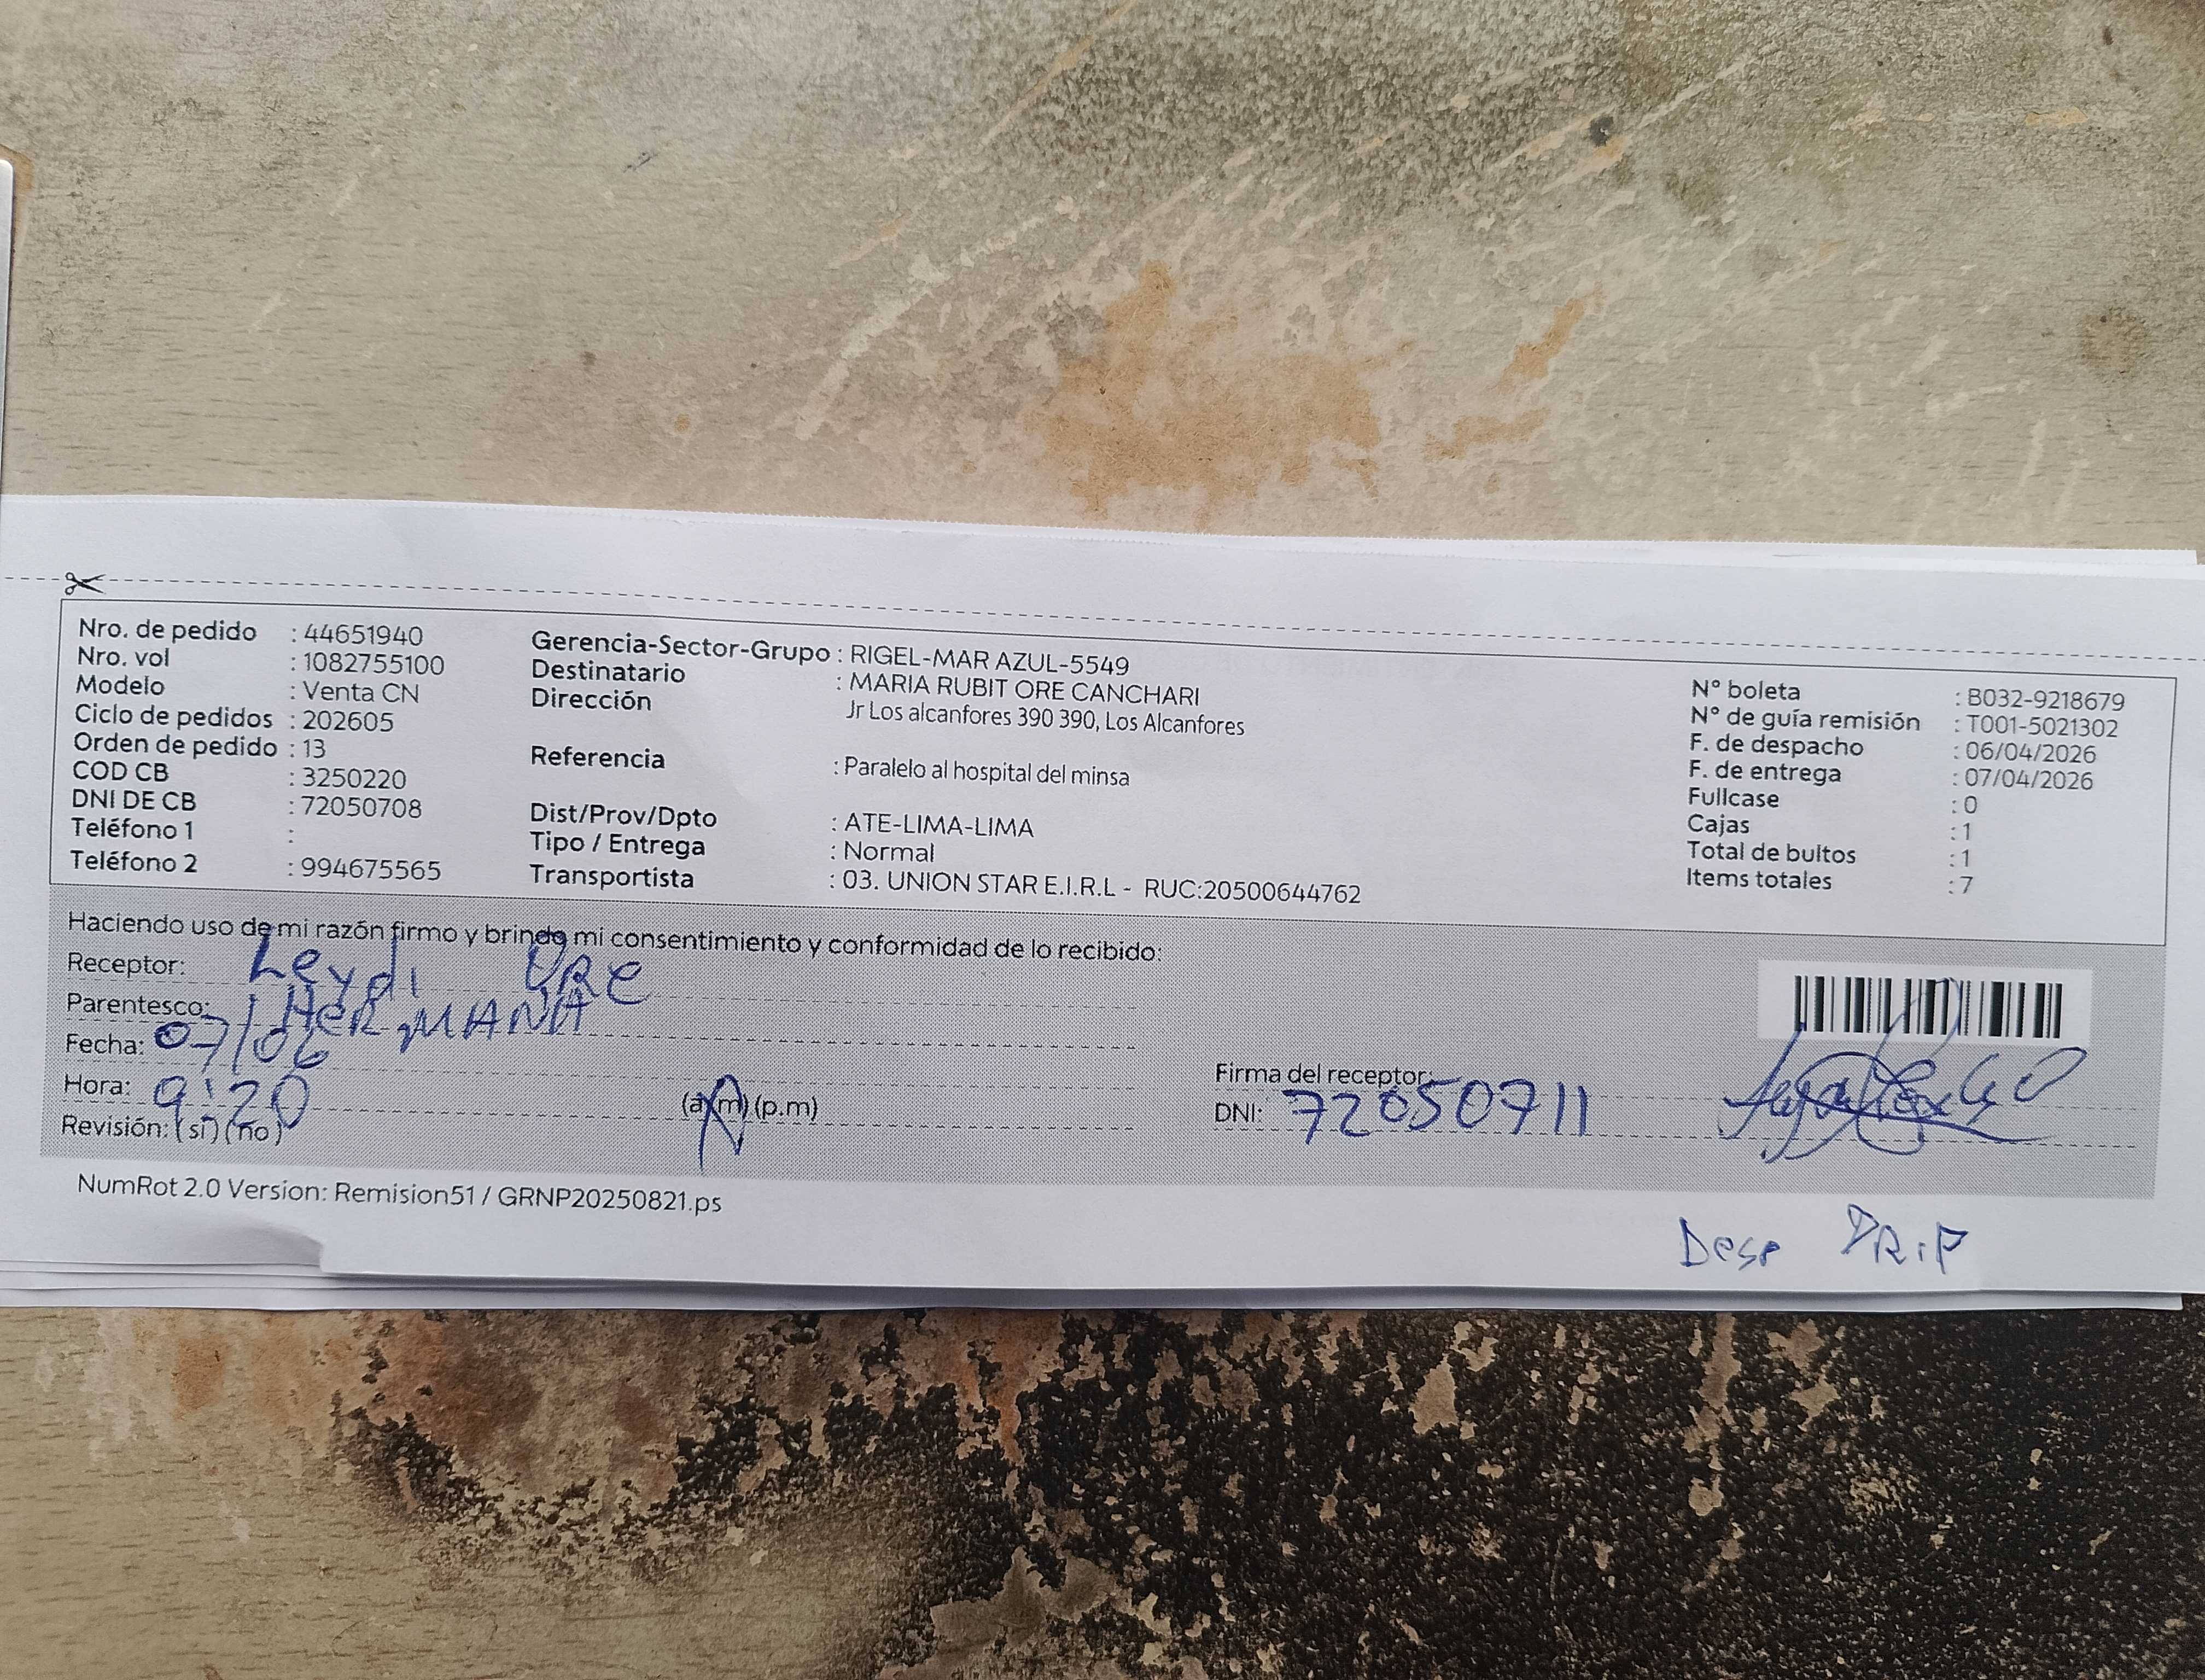 Nro. de pedido : 44651940
Nro. vol : 1082755100
Modelo : Venta CN
Ciclo de pedidos : 202605
Orden de pedido : 13
COD CB : 3250220
DNI DE CB : 72050708
Teléfono 1 :
Teléfono 2 : 994675565
Gerencia-Sector-Grupo : RIGEL-MAR AZUL-5549
Destinatario : MARIA RUBIT ORE CANCHARI
Dirección Jr Los alcanfores 390 390, Los Alcanfores
Referencia : Paralelo al hospital del minsa
Dist/Prov/Dpto : ATE-LIMA-LIMA
Tipo / Entrega : Normal
Transportista : 03. UNION STAR E.I.R.L - RUC:20500644762
N° boleta : B032-9218679
N° de guía remisión : T001-5021302
F. de despacho : 06/04/2026
F. de entrega : 07/04/2026
Fullcase : 0
Cajas : 1
Total de bultos : 1
Items totales : 7
Haciendo uso de mi razón firmo y brindo mi consentimiento y conformidad de lo recibido:
Receptor: Leydi ORE
Parentesco: HERMANA
Fecha: 07/06
Hora: 9:20 (a.m) (p.m)
Revisión: (si) (no)
Firma del receptor:
DNI: 72050711
NumRot 2.0 Version: Remision51 / GRNP20250821.ps
Dese TRIP